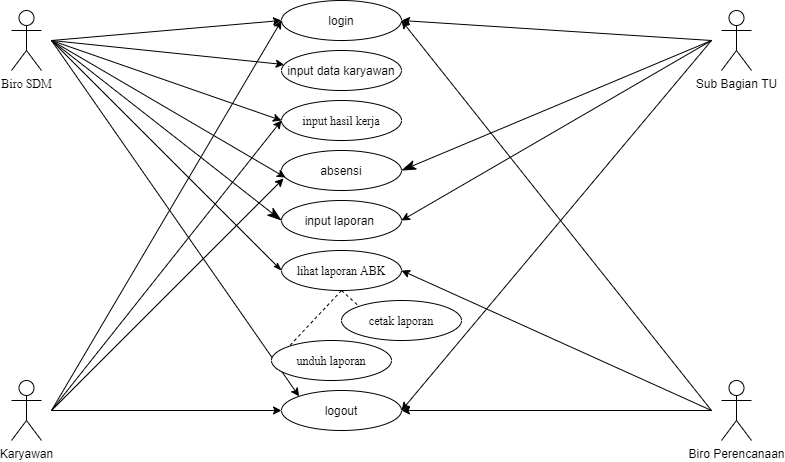 login
Biro SDM
input data karyawan
Sub Bagian TU
input hasil kerja
absensi
input laporan
lihat laporan ABK
cetak laporan
unduh laporan
logout
Karyawan
Biro Perencanaan